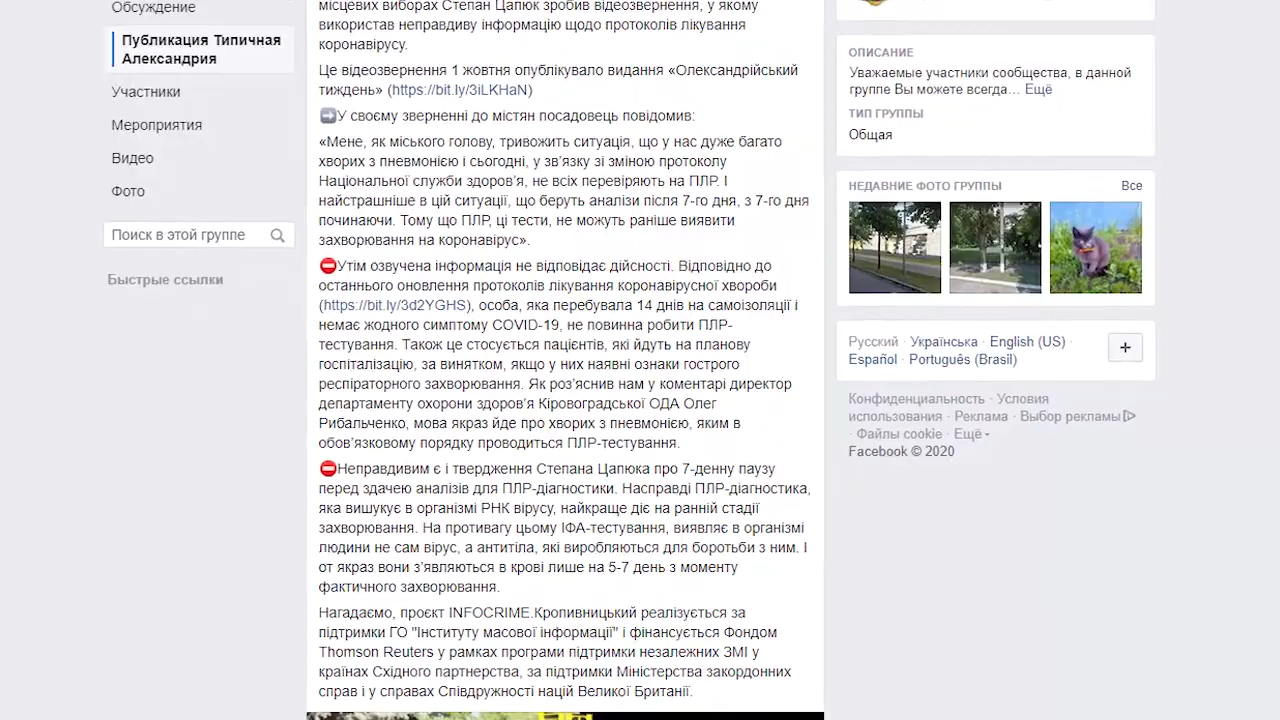 Обсуждение
Публикация Типичная
Александрия
Участники
Мероприятия
Видео
Фото
Поиск в этой группе
Быстрые ссылки
місцевих виборах Степан Цапюк зробив відеозвернення, у якому
використав неправдиву інформацію щодо протоколів лікування
коронавірусу.
Це відеозвернення 1 жовтня опублікувало видання «Олександрійський
тиждень» (https://bit.ly/3iLKHaN)
➡У своєму зверненні до містян посадовець повідомив:
«Мене, як міського голову, тривожить ситуація, що у нас дуже багато
хворих з пневмонією і сьогодні, у зв’язку зі зміною протоколу
Національної служби здоров’я, не всіх перевіряють на ПЛР. І
найстрашніше в цій ситуації, що беруть аналізи після 7-го дня, з 7-го дня
починаючи. Тому що ПЛР, ці тести, не можуть раніше виявити
захворювання на коронавірус».
⛔Утім озвучена інформація не відповідає дійсності. Відповідно до
останнього оновлення протоколів лікування коронавірусної хвороби
(https://bit.ly/3d2YGHS), особа, яка перебувала 14 днів на самоізоляції і
немає жодного симптому COVID-19, не повинна робити ПЛР-
тестування. Також це стосується пацієнтів, які йдуть на планову
госпіталізацію, за винятком, якщо у них наявні ознаки гострого
респіраторного захворювання. Як роз’яснив нам у коментарі директор
департаменту охорони здоров’я Кіровоградської ОДА Олег
Рибальченко, мова якраз йде про хворих з пневмонією, яким в
обов’язковому порядку проводиться ПЛР-тестування.
⛔Неправдивим є і твердження Степана Цапюка про 7-денну паузу
перед здачею аналізів для ПЛР-діагностики. Насправді ПЛР-діагностика,
яка вишукує в організмі РНК вірусу, найкраще діє на ранній стадії
захворювання. На противагу цьому ІФА-тестування, виявляє в організмі
людини не сам вірус, а антитіла, які виробляються для боротьби з ним. І
от якраз вони з’являються в крові лише на 5-7 день з моменту
фактичного захворювання.
Нагадаємо, проєкт INFOCRIME.Кропивницький реалізується за
підтримки ГО "Інституту масової інформації" і фінансується Фондом
Thomson Reuters у рамках програми підтримки незалежних ЗМІ у
країнах Східного партнерства, за підтримки Міністерства закордонних
справ і у справах Співдружності націй Великої Британії.
ОПИСАНИЕ
Уважаемые участники сообщества, в данной
группе Вы можете всегда… Ещё
ТИП ГРУППЫ
Общая
НЕДАВНИЕ ФОТО ГРУППЫ Все
Русский · Українська · English (US) ·
Español · Português (Brasil)
+
Конфиденциальность · Условия
использования · Реклама · Выбор рекламы
· Файлы cookie · Ещё
Facebook © 2020